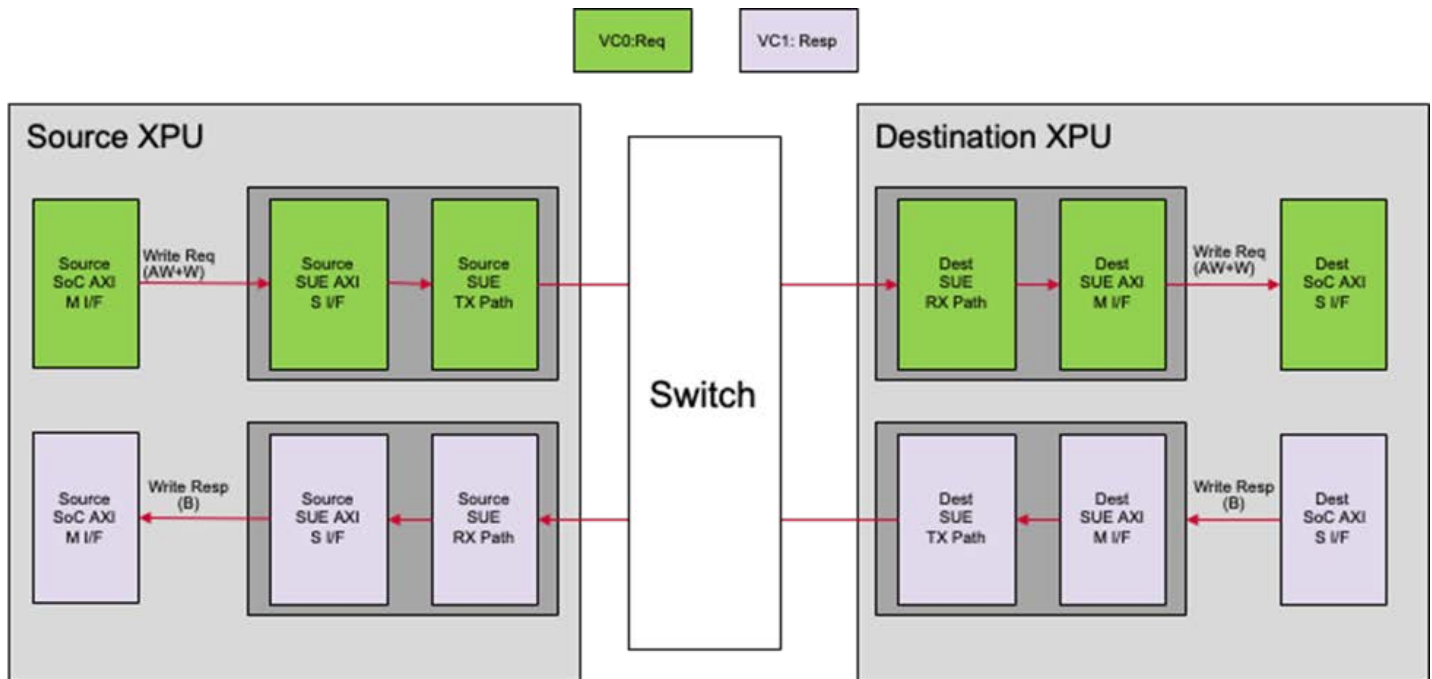 VC0:Req
VC1: Resp
Source XPU
Destination XPU
Source
SoC AXI
M I/F
Write Req
(AW+W)
Source
SUE AXI
S I/F
Source
SUE
TX Path
Switch
Dest
SUE
RX Path
Dest
SUE AXI
M I/F
Write Req
(AW+W)
Dest
SoC AXI
S I/F
Source
SoC AXI
M I/F
Write Resp
(B)
Source
SUE AXI
S I/F
Source
SUE
RX Path
Dest
SUE
TX Path
Dest
SUE AXI
M I/F
Write Resp
(B)
Dest
SoC AXI
S I/F